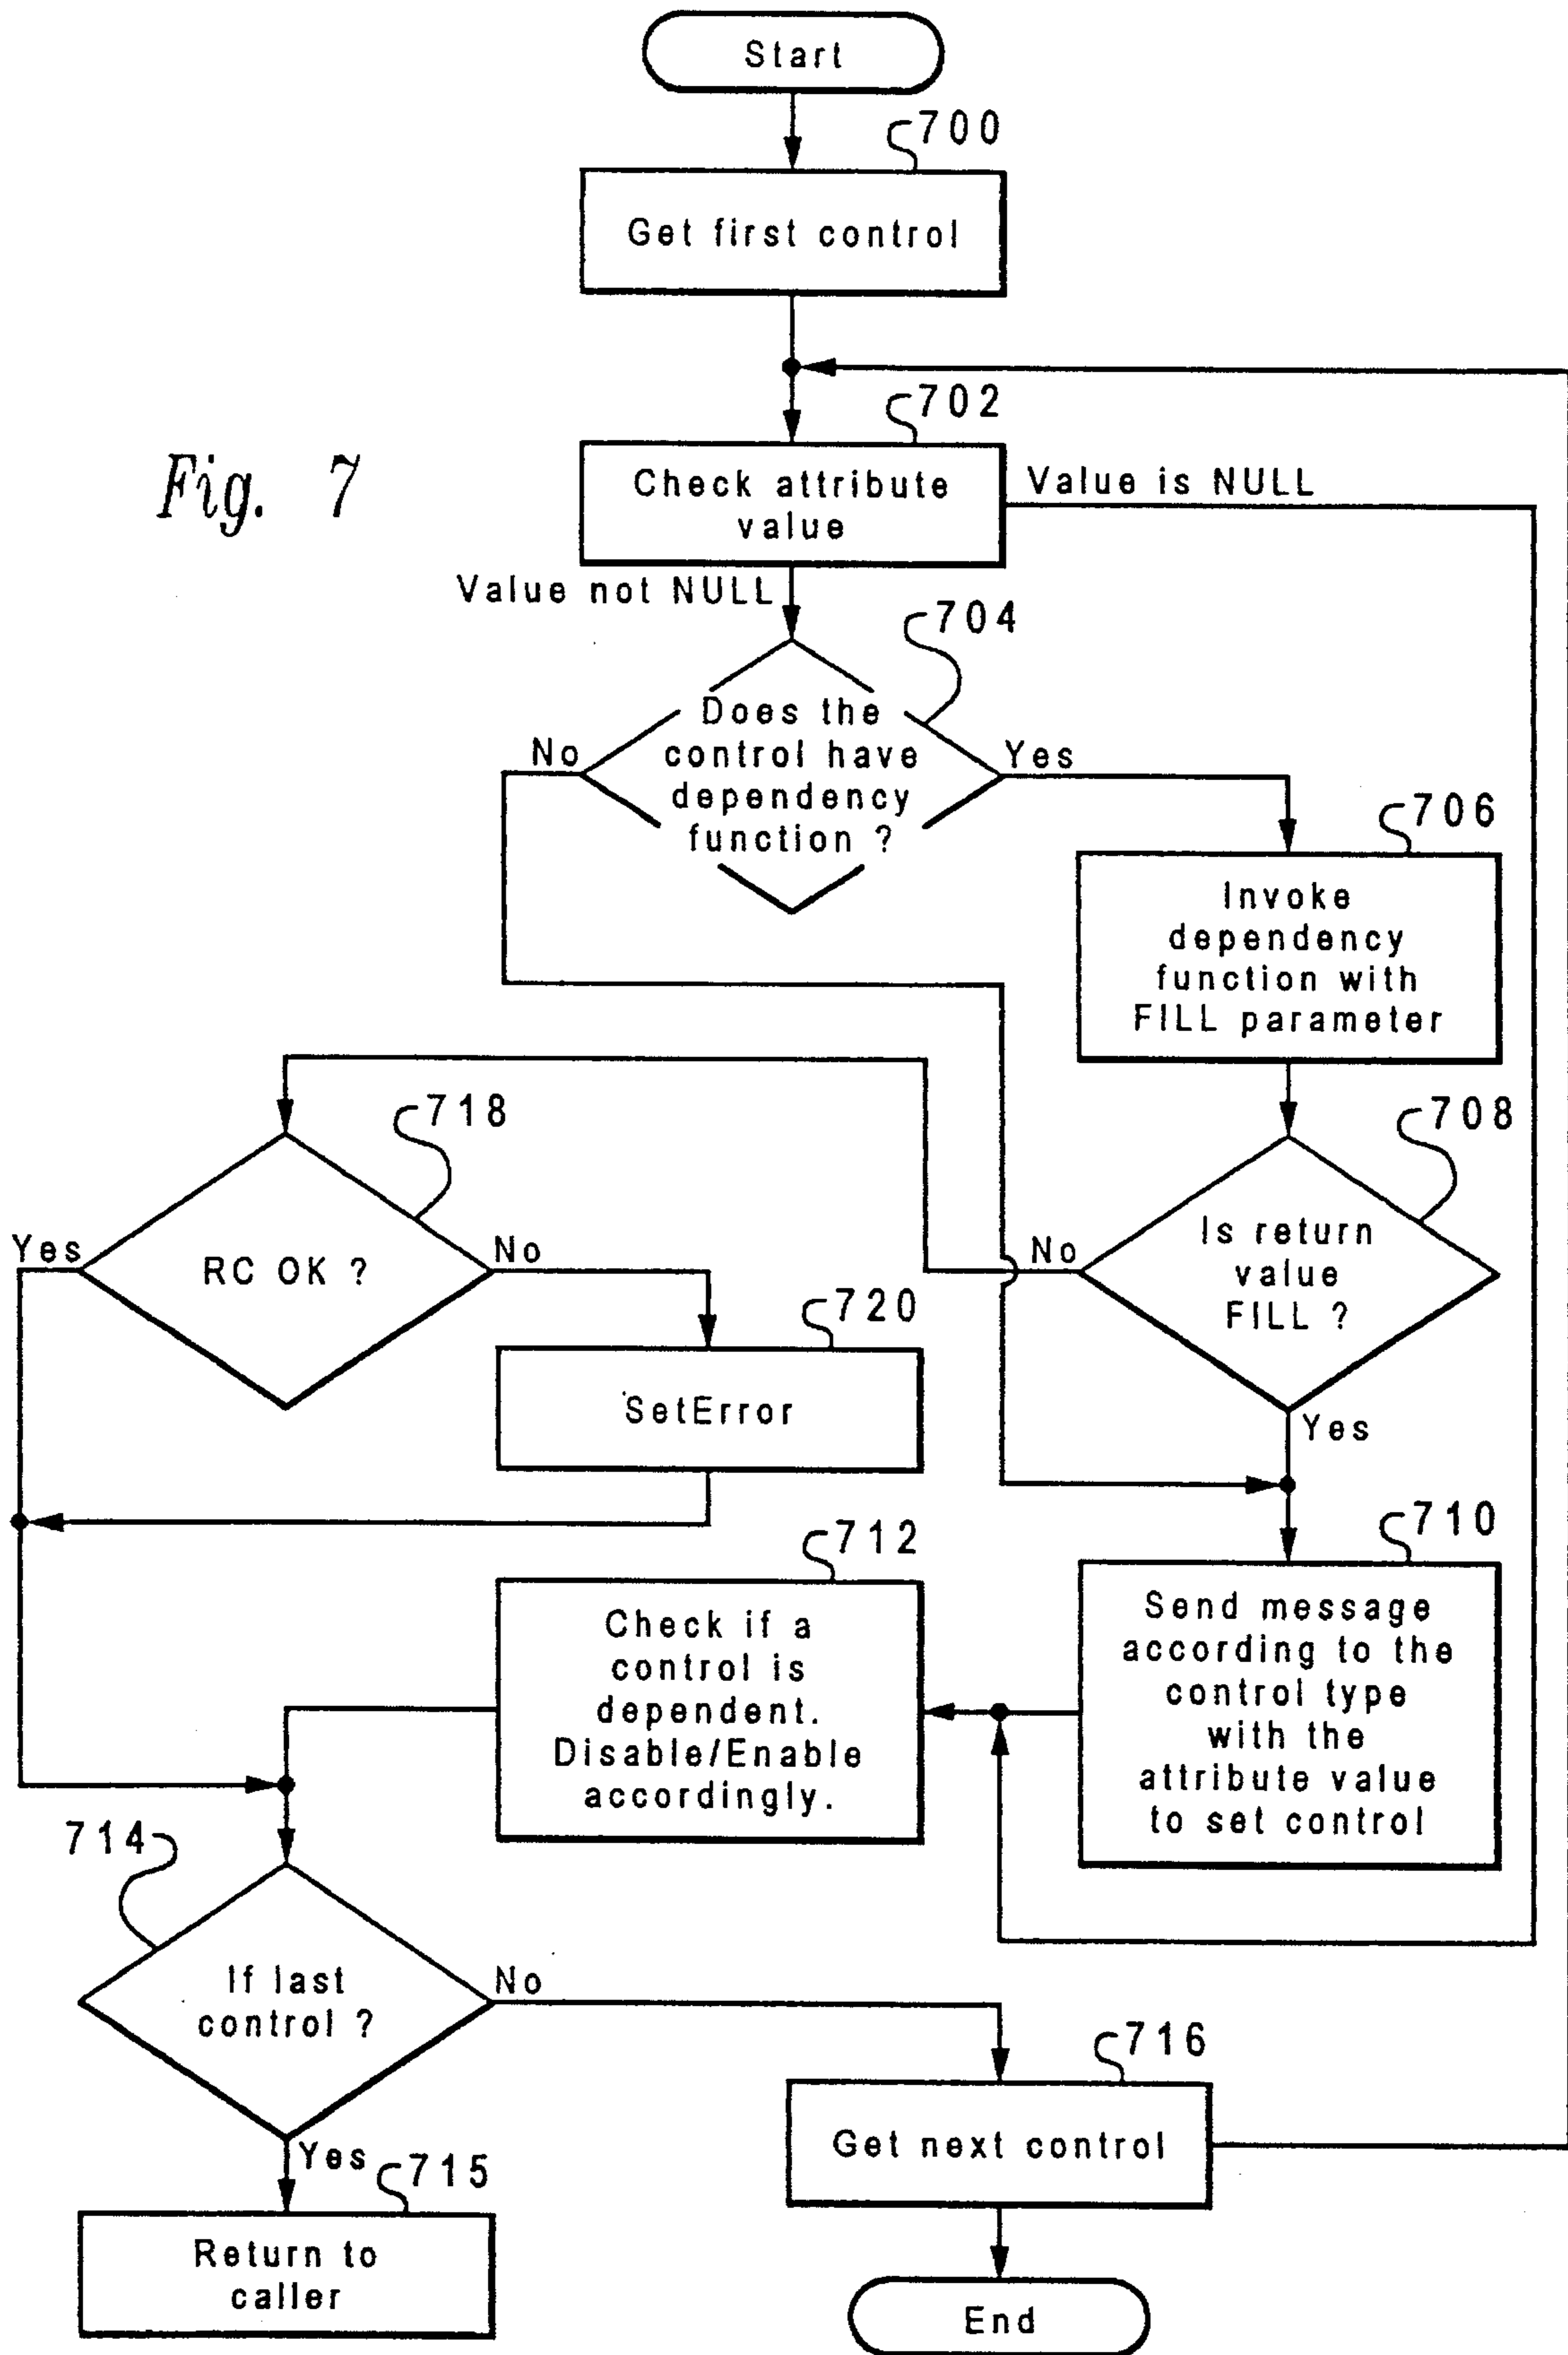 Start
700
Get first control
702
Fig. 7
Check attribute
value
Value is NULL
Value not NULL
704
Does the
control have
dependency
function ?
No
Yes
706
Invoke
dependency
function with
FILL parameter
718
708
Yes
RC OK ?
No
No
Is return
value
FILL ?
720
SetError
Yes
712
710
Check if a
control is
dependent.
Disable/Enable
accordingly.
Send message
according to the
control type
with the
attribute value
to set control
714
If last
control ?
No
716
Get next control
Yes
715
Return to
caller
End